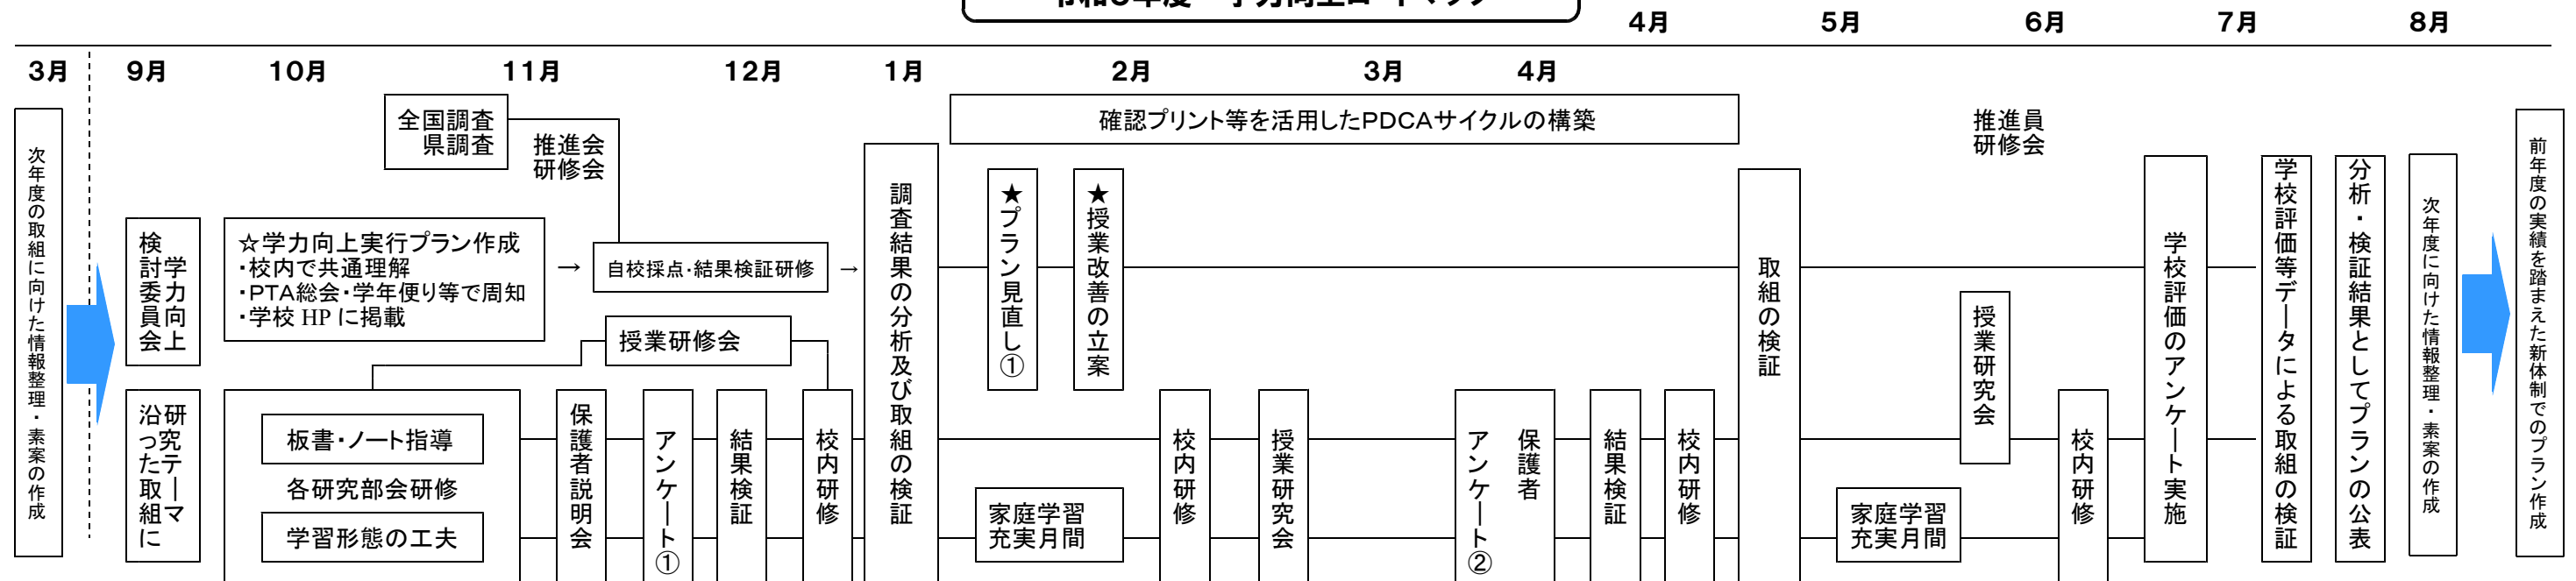 4月 5月 6月 7月 8月
3月 9月 10月 11月 12月 1月 2月 3月 4月
次年度の取組に向けた情報整理・素案の作成
学力向上
検討委員会
研究テーマ
沿った取組に
全国調査
県調査
推進会
研修会
☆学力向上実行プラン作成
・校内で共通理解
・PTA総会・学年便り等で周知
・学校 HP に掲載
→
自校採点・結果検証研修
→
授業研修会
板書・ノート指導
各研究部会研修
学習形態の工夫
保護者説明会
アンケート①
結果検証
校内研修
調査結果の分析及び取組の検証
確認プリント等を活用したPDCAサイクルの構築
★プラン見直し①
★授業改善の立案
家庭学習
充実月間
校内研修
授業研究会
保護者
アンケート②
結果検証
校内研修
取組の検証
推進員
研修会
授業研究会
家庭学習
充実月間
校内研修
学校評価のアンケート実施
学校評価等データによる取組の検証
分析・検証結果としてプランの公表
次年度に向けた情報整理・素案の作成
前年度の実績を踏まえた新体制でのプラン作成